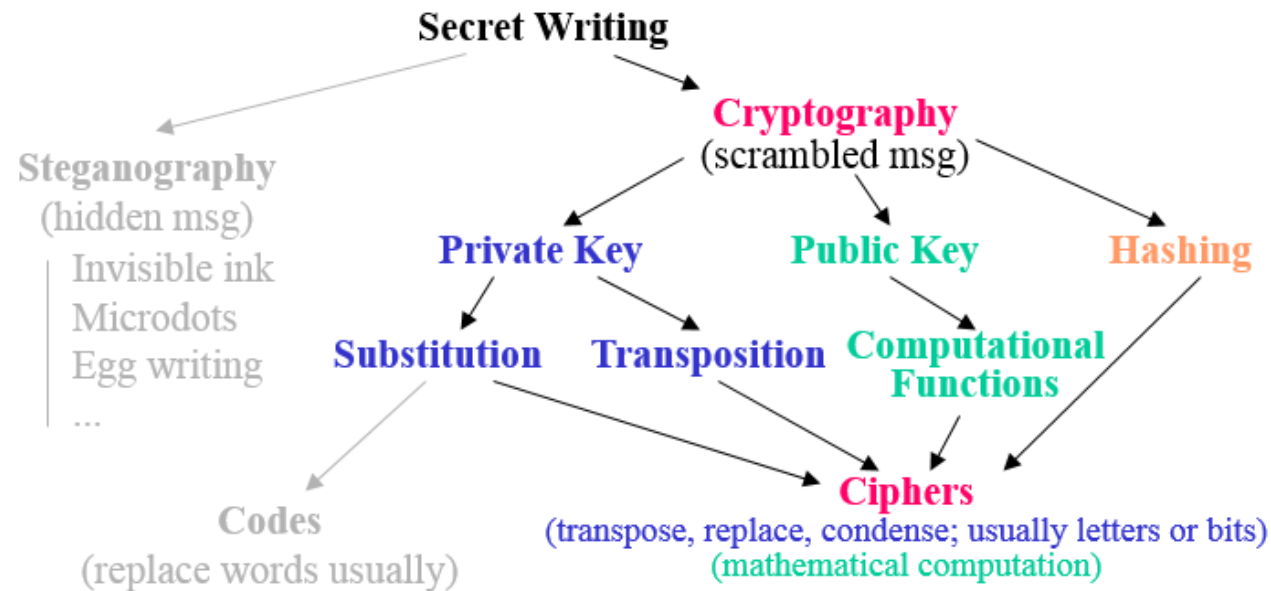 Secret Writing
Cryptography
(scrambled msg)
Steganography
(hidden msg)
Invisible ink
Microdots
Egg writing
...
Private Key
Public Key
Hashing
Substitution
Transposition
Computational
Functions
Codes
(replace words usually)
Ciphers
(transpose, replace, condense; usually letters or bits)
(mathematical computation)